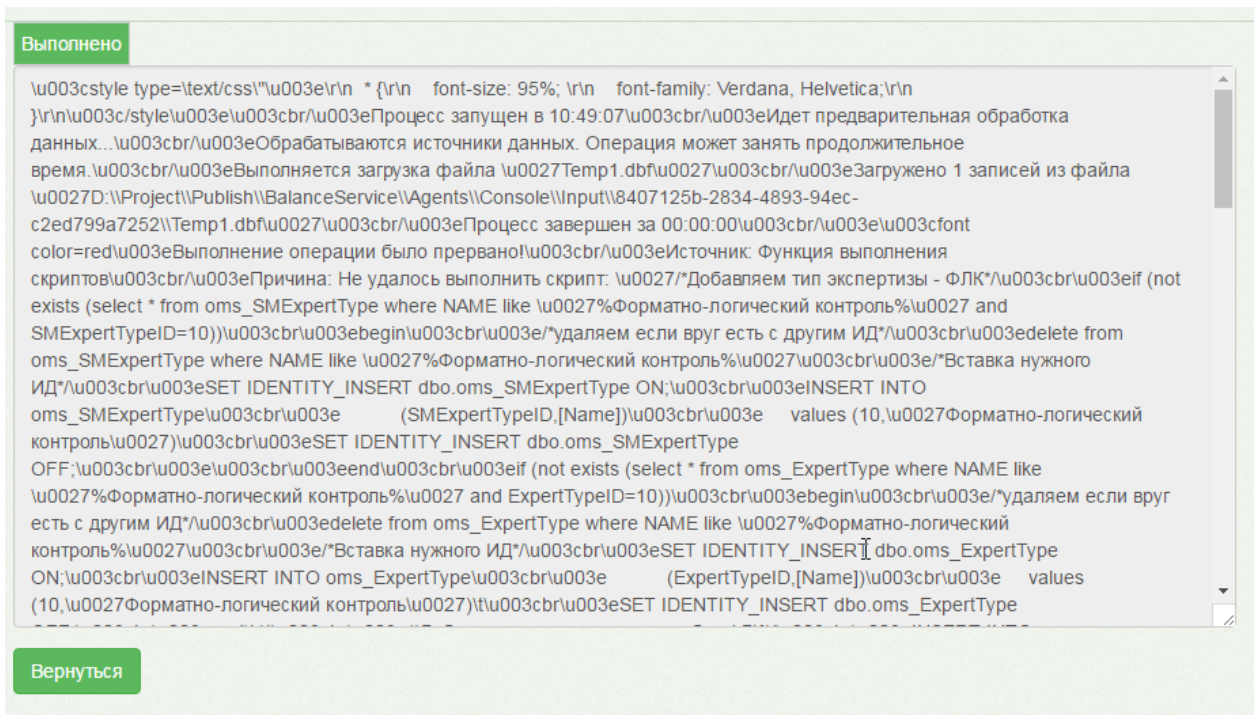 Выполнено
\u003cstyle type=\text/css\"\u003e\r\n * {\r\n font-size: 95%; \r\n font-family: Verdana, Helvetica;\r\n
}\r\n\u003c/style\u003e\u003cbr/\u003eПроцесс запущен в 10:49:07\u003cbr/\u003eИдет предварительная обработка
данных...\u003cbr/\u003eОбрабатываются источники данных. Операция может занять продолжительное
время.\u003cbr/\u003eВыполняется загрузка файла \u0027Temp1.dbf\u0027\u003cbr/\u003eЗагружено 1 записей из файла
\u0027D:\\Project\\Publish\\BalanceService\\Agents\\Console\\Input\\8407125b-2834-4893-94ec-
c2ed799a7252\\Temp1.dbf\u0027\u003cbr/\u003eПроцесс завершен за 00:00:00\u003cbr/\u003e\u003cfont
color=red\u003eВыполнение операции было прервано!\u003cbr/\u003eИсточник: Функция выполнения
скриптов\u003cbr/\u003eПричина: Не удалось выполнить скрипт: \u0027/*Добавляем тип экспертизы - ФЛК*/\u003cbr\u003eif (not
exists (select * from oms_SMExpertType where NAME like \u0027%Форматно-логический контроль%\u0027 and
SMExpertTypeID=10))\u003cbr\u003ebegin\u003cbr\u003e/*удаляем если вруг есть с другим ИД*/\u003cbr\u003edelete from
oms_SMExpertType where NAME like \u0027%Форматно-логический контроль%\u0027\u003cbr\u003e/*Вставка нужного
ИД*/\u003cbr\u003eSET IDENTITY_INSERT dbo.oms_SMExpertType ON;\u003cbr\u003eINSERT INTO
oms_SMExpertType\u003cbr\u003e (SMExpertTypeID,[Name])\u003cbr\u003e values (10,\u0027Форматно-логический
контроль\u0027)\u003cbr\u003eSET IDENTITY_INSERT dbo.oms_SMExpertType
OFF;\u003cbr\u003e\u003cbr\u003eend\u003cbr\u003eif (not exists (select * from oms_ExpertType where NAME like
\u0027%Форматно-логический контроль%\u0027 and ExpertTypeID=10))\u003cbr\u003ebegin\u003cbr\u003e/*удаляем если вруг
есть с другим ИД*/\u003cbr\u003edelete from oms_ExpertType where NAME like \u0027%Форматно-логический
контроль%\u0027\u003cbr\u003e/*Вставка нужного ИД*/\u003cbr\u003eSET IDENTITY_INSERT dbo.oms_ExpertType
ON;\u003cbr\u003eINSERT INTO oms_ExpertType\u003cbr\u003e (ExpertTypeID,[Name])\u003cbr\u003e values
(10,\u0027Форматно-логический контроль\u0027)\t\u003cbr\u003eSET IDENTITY_INSERT dbo.oms_ExpertType
Вернуться